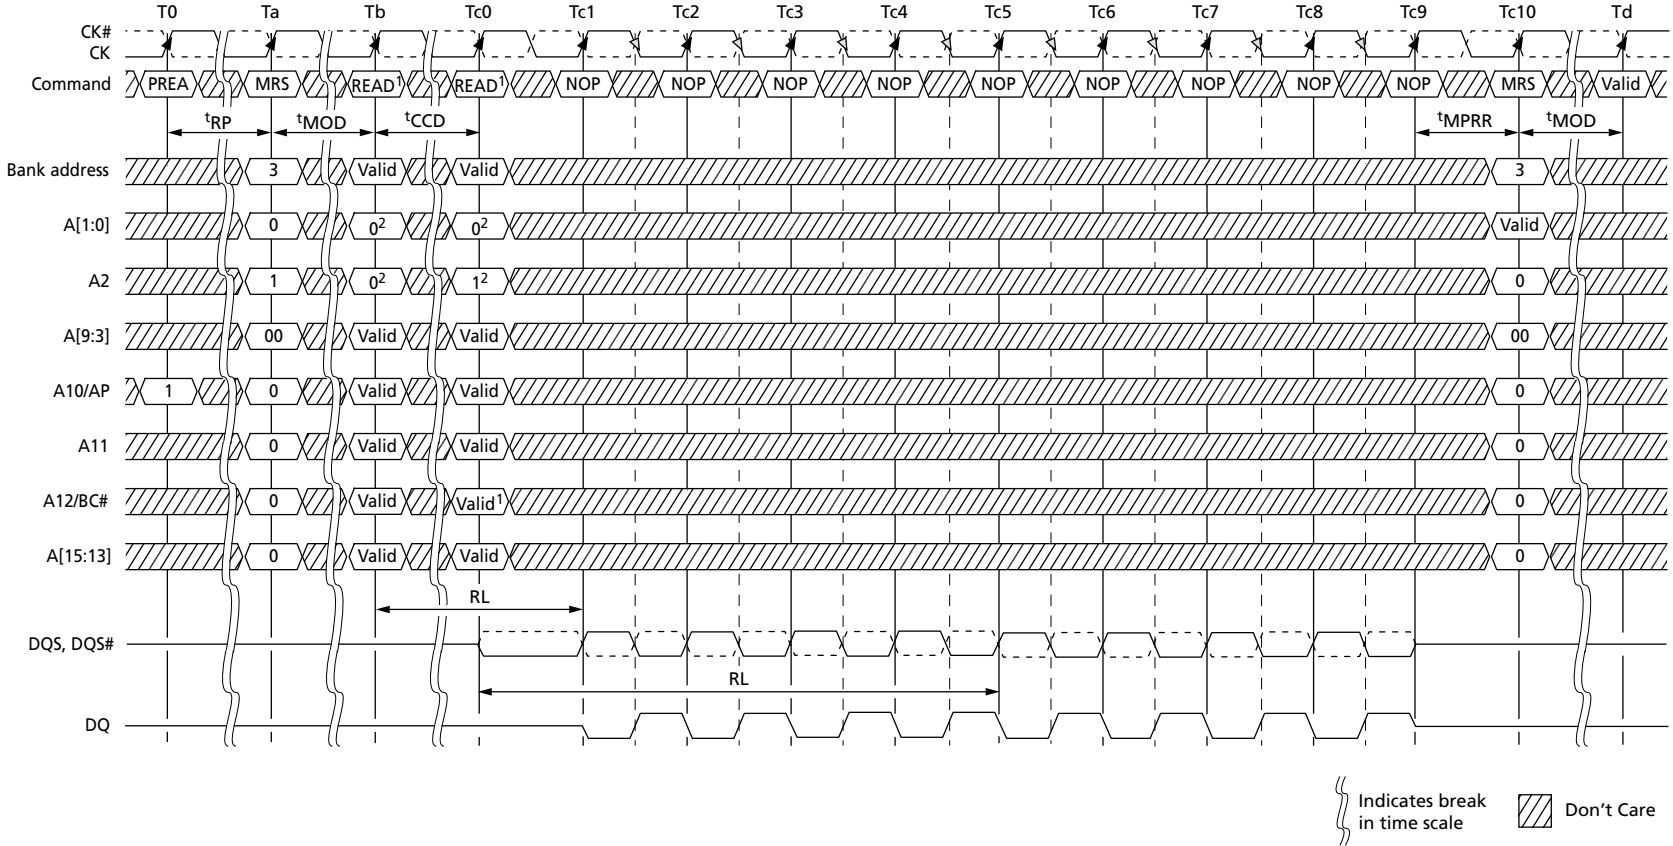 T0 Ta Tb Tc0 Tc1 Tc2 Tc3 Tc4 Tc5 Tc6 Tc7 Tc8 Tc9 Tc10 Td
CK#
CK
Command PREA MRS READ1 READ1 NOP NOP NOP NOP NOP NOP NOP NOP NOP MRS Valid
tRP tMOD tCCD tMPRR tMOD
Bank address 3 Valid Valid 3
A[1:0] 0 0² 0² Valid
A2 1 0² 1² 0
A[9:3] 00 Valid Valid 00
A10/AP 1 0 Valid Valid 0
A11 0 Valid Valid 0
A12/BC# 0 Valid Valid1 0
A[15:13] 0 Valid Valid 0
RL
DQS, DQS#
RL
DQ
Indicates break
in time scale
Don't Care